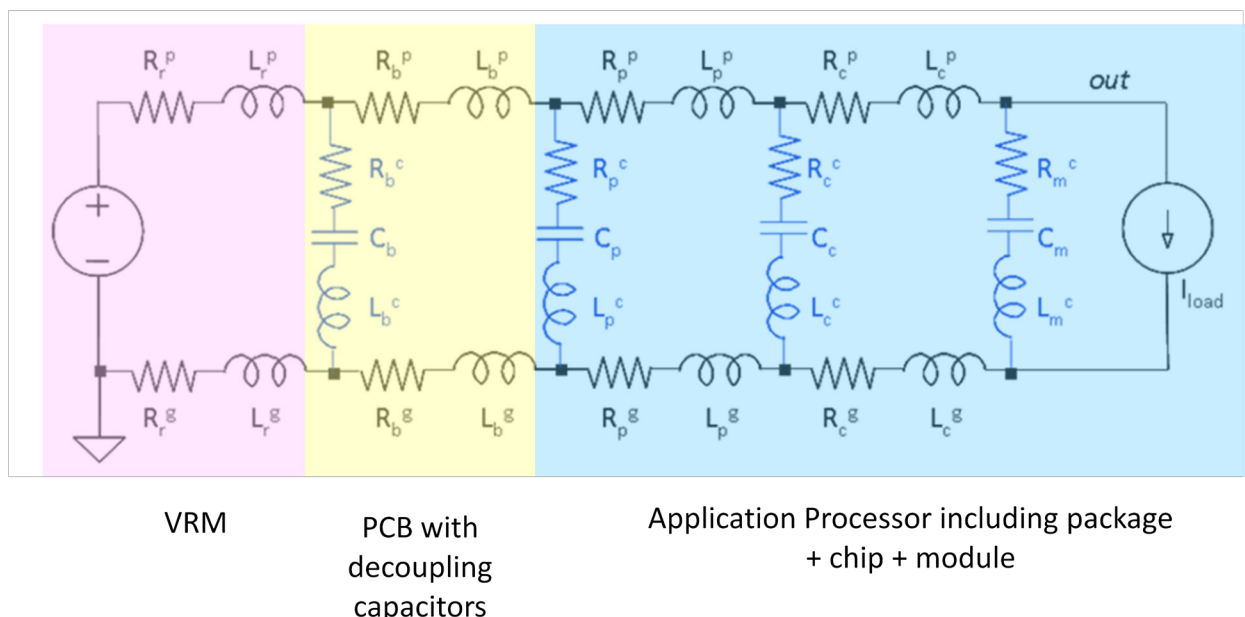 R_r^p L_r^p R_b^p L_b^p R_p^p L_p^p R_c^p L_c^p out
R_b^c R_p^c R_c^c R_m^c
+
C_b C_p C_c C_m
−
L_b^c L_p^c L_c^c L_m^c I_load
R_r^g L_r^g R_b^g L_b^g R_p^g L_p^g R_c^g L_c^g
VRM
PCB with
decoupling
capacitors
Application Processor including package
+ chip + module